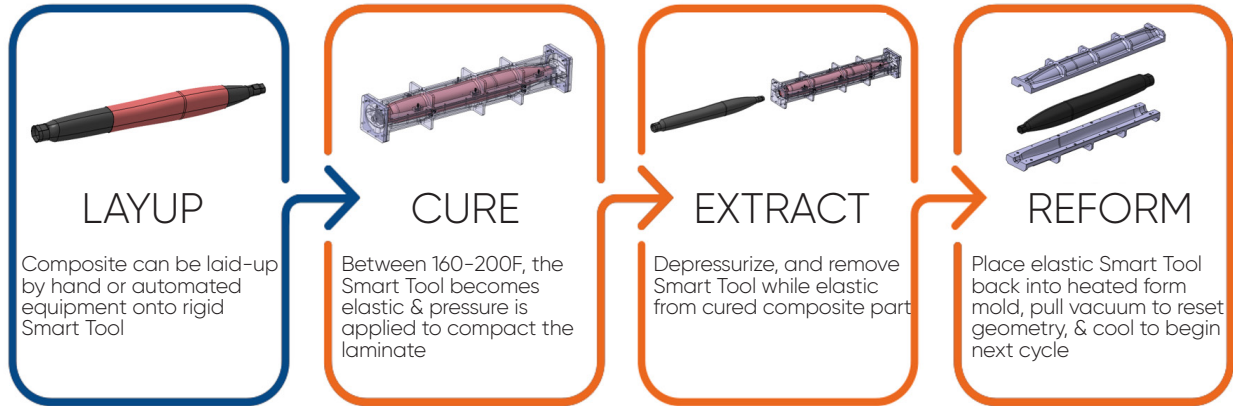 LAYUP
Composite can be laid-up
by hand or automated
equipment onto rigid
Smart Tool
CURE
Between 160-200F, the
Smart Tool becomes
elastic & pressure is
applied to compact the
laminate
EXTRACT
Depressurize, and remove
Smart Tool while elastic
from cured composite part
REFORM
Place elastic Smart Tool
back into heated form
mold, pull vacuum to reset
geometry, & cool to begin
next cycle